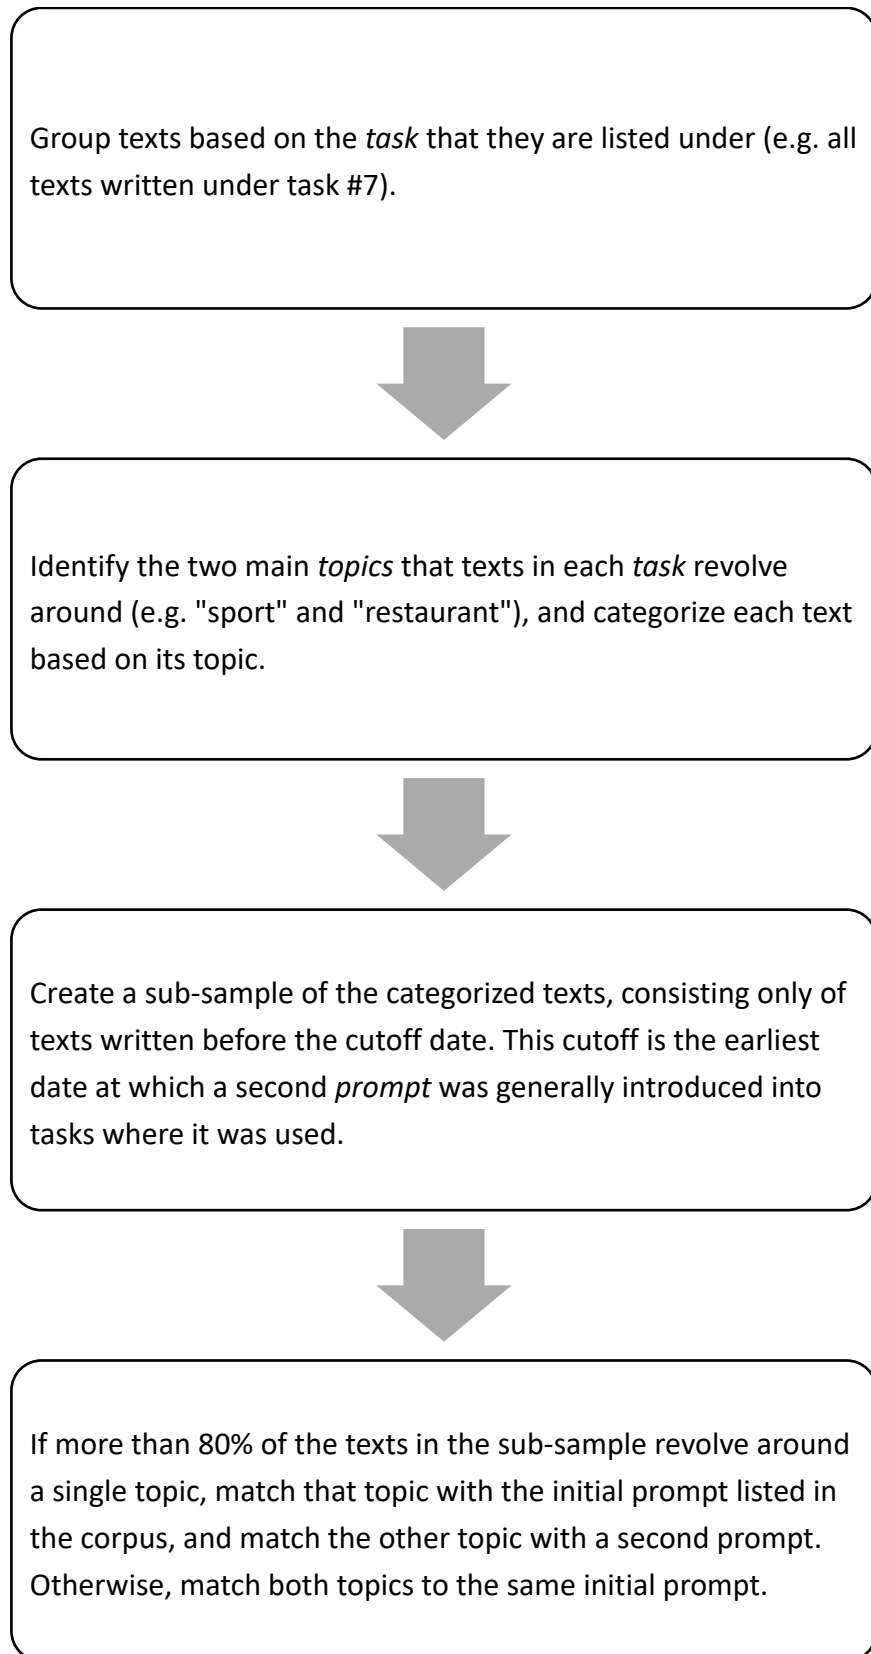 Group texts based on the task that they are listed under (e.g. all
texts written under task #7).
Identify the two main topics that texts in each task revolve
around (e.g. "sport" and "restaurant"), and categorize each text
based on its topic.
Create a sub-sample of the categorized texts, consisting only of
texts written before the cutoff date. This cutoff is the earliest
date at which a second prompt was generally introduced into
tasks where it was used.
If more than 80% of the texts in the sub-sample revolve around
a single topic, match that topic with the initial prompt listed in
the corpus, and match the other topic with a second prompt.
Otherwise, match both topics to the same initial prompt.